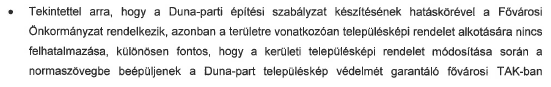 • Tekintettel arra, hogy a Duna-parti építési szabályzat készítésének hatáskörével a Fővárosi
Önkormányzat rendelkezik, azonban a területre vonatkozóan településképi rendelet alkotására nincs
felhatalmazása, különösen fontos, hogy a kerületi településképi rendelet módosítása során a
normaszövegbe beépüljenek a Duna-part településkép védelmét garantáló fővárosi TAK-ban